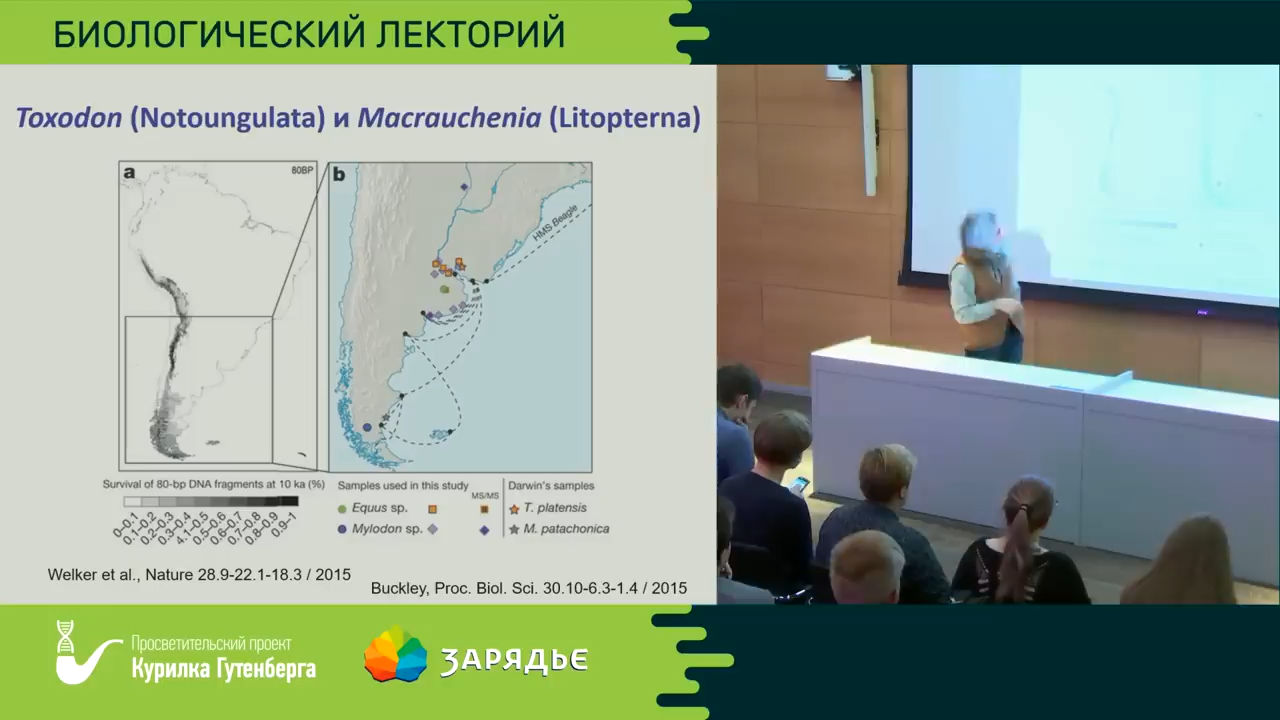 БИОЛОГИЧЕСКИЙ ЛЕКТОРИЙ
Toxodon (Notoungulata) и Macrauchenia (Litopterna)
a
80BP
b
HMS Beagle
Survival of 80-bp DNA fragments at 10 ka (%)
0–0.1
0.1–0.2
0.2–0.3
0.3–0.4
4.1–0.5
0.5–0.6
0.6–0.7
0.7–0.8
0.8–0.9
0.9–1
Samples used in this study
MS/MS
Equus sp.
Mylodon sp.
Darwin's samples
T. platensis
M. patachonica
Welker et al., Nature 28.9-22.1-18.3 / 2015
Buckley, Proc. Biol. Sci. 30.10-6.3-1.4 / 2015
Просветительский проект
Курилка Гутенберга
ЗАРЯДЬЕ